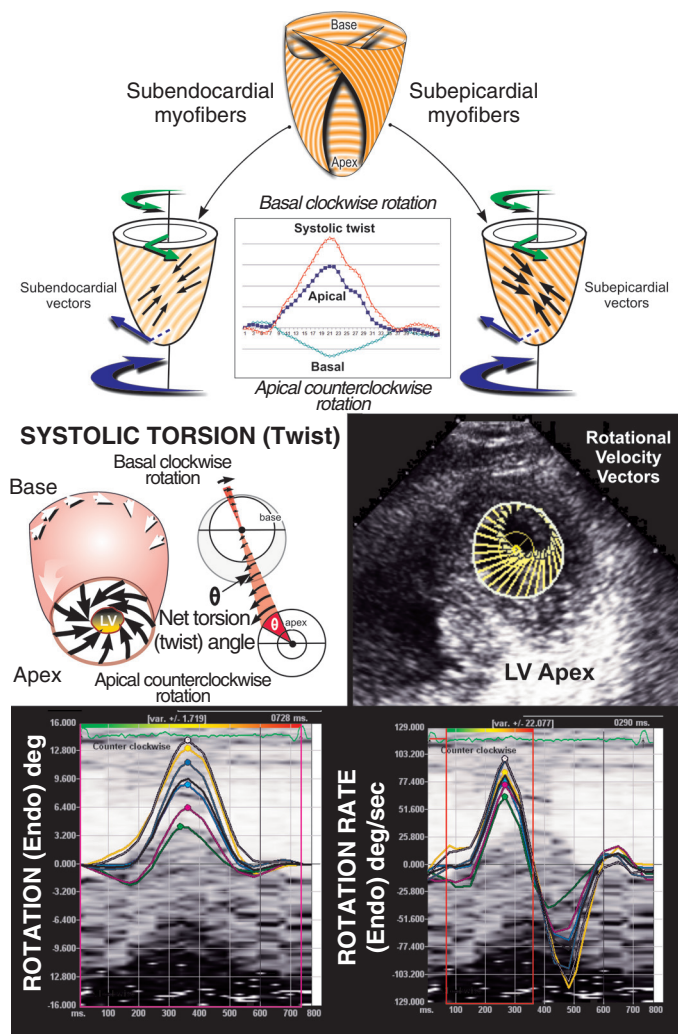 Base
Subendocardial
myofibers
Subepicardial
myofibers
Apex
Basal clockwise rotation
Systolic twist
Apical
Basal
Subendocardial
vectors
Subepicardial
vectors
Apical counterclockwise
rotation
SYSTOLIC TORSION (Twist)
Basal clockwise
rotation
Base
base
θ
Net torsion
(twist) angle
θ
apex
LV
Apex
Apical counterclockwise
rotation
Rotational
Velocity
Vectors
LV Apex
ROTATION (Endo) deg
[var. +/- 1.719]
0728 ms.
Counter clockwise
16.000
12.800
9.600
6.400
3.200
0.000
-3.200
-6.400
-9.600
12.800
-16.000
ms. 100 200 300 400 500 600 700 800
ROTATION RATE
(Endo) deg/sec
[var. +/- 22.077]
0290 ms.
Counter clockwise
129.000
103.200
77.400
51.600
25.800
0.000
-25.800
-51.600
-77.400
-103.200
129.000
ms. 100 200 300 400 500 600 700 800